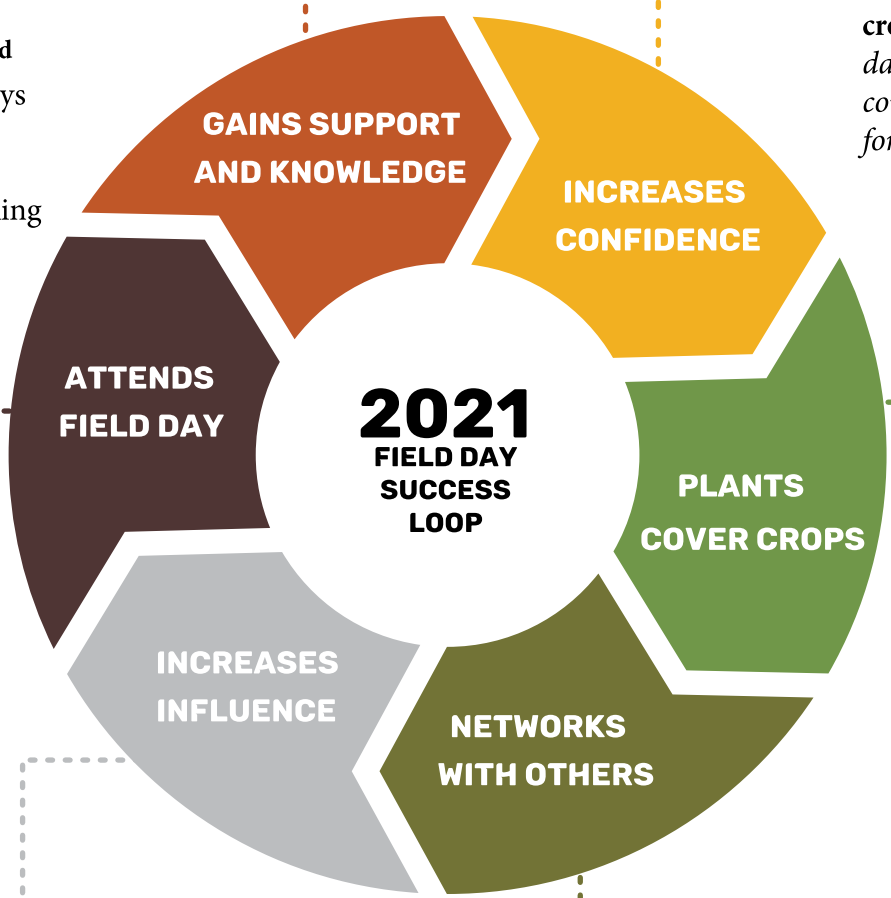 GAINS SUPPORT
AND KNOWLEDGE
INCREASES
CONFIDENCE
PLANTS
COVER CROPS
NETWORKS
WITH OTHERS
INCREASES
INFLUENCE
ATTENDS
FIELD DAY
2021
FIELD DAY
SUCCESS
LOOP